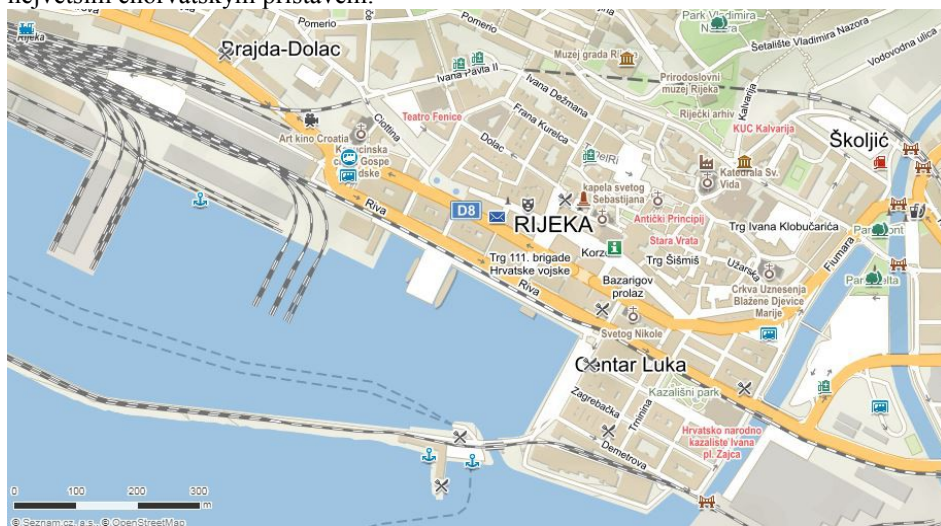 největším chorvatským přístavem.
Pomerio
Pomerio
Park Vladimira
Nazora
Šetalište Vladimira Nazora
Vodovodna ulica
Rijeka
Brajda-Dolac
Muzej grada Ri
Ivana Pavla II
Ivana Dežmana
Prirodoslovni
muzej Rijeka
Kalvarija
Frana Kurelca
Riječki arhiv
Teatro Fenice
Ciottina
KUC Kalvarija
Art kino Croatia
Dolac
Školjić
Katedrala Sv.
Vida
kapela svetog
Sebastijana
Riva
D8
RIJEKA
Antički Principij
Trg Ivana Klobučarića
Stara Vrata
Korzo
Fiumara
Trg 111. brigade
Hrvatske vojske
Trg Šišmiš
Užarska
Riva
Bazarigov
prolaz
Crkva Uznesenja
Blažene Djevice
Marije
Svetog Nikole
Centar Luka
Zagrebačka
Trninina
Kazališni park
Hrvatsko narodno
kazalište Ivana
pl. Zajca
Demetrova
0 100 200 300
m
© Seznam.cz, a.s., © OpenStreetMap